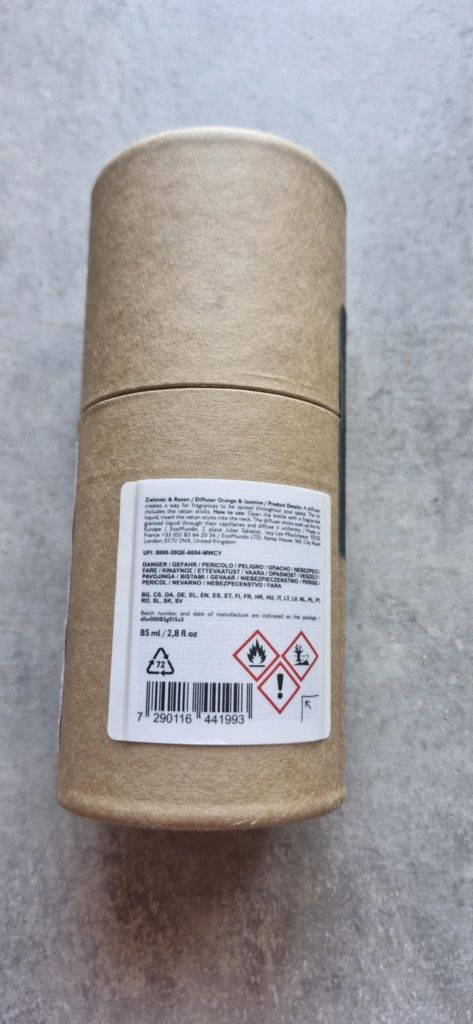 Zielinski & Rozen / Diffuser Orange & Jasmine / Product Details: A diffuser
creates a way for fragrances to be spread throughout your space. The kit
includes the rattan sticks. How to use: Open the bottle with a fragranced
liquid, insert the rattan sticks into the neck. The diffuser sticks soak up the fra-
granced liquid through their capillaries and diffuse it uniformly. / Made in
Europe / EcoMundo, 2 place Jules Gévelot, Issy-Les-Moulineaux, 92130,
France +33 (0)1 83 64 20 54 / EcoMundo LTD, Kemp House, 160, City Road,
London, EC1V 2NX, United Kingdom
UFI: 8890-20QE-6004-MWCY
DANGER / GEFAHR / PERICOLO / PELIGRO / ОПАСНО / NEBEZPEČÍ /
FARE / ΚΙΝΔΥΝΟΣ / ETTEVAATUST / VAARA / OPASNOST / VESZÉLY /
PAVOJINGA / BISTAMI / GEVAAR / NIEBEZPIECZEŃSTWO / PERIGO /
PERICOL / NEVARNO / NEBEZPEČENSTVO / FARA
BG, CS, DA, DE, EL, EN, ES, ET, FI, FR, HR, HU, IT, LT, LV, NL, PL, PT,
RO, SL, SK, SV
Batch number and date of manufacture are indicated on the package /
85 ml / 2,8 fl oz
72
7 290116 441993